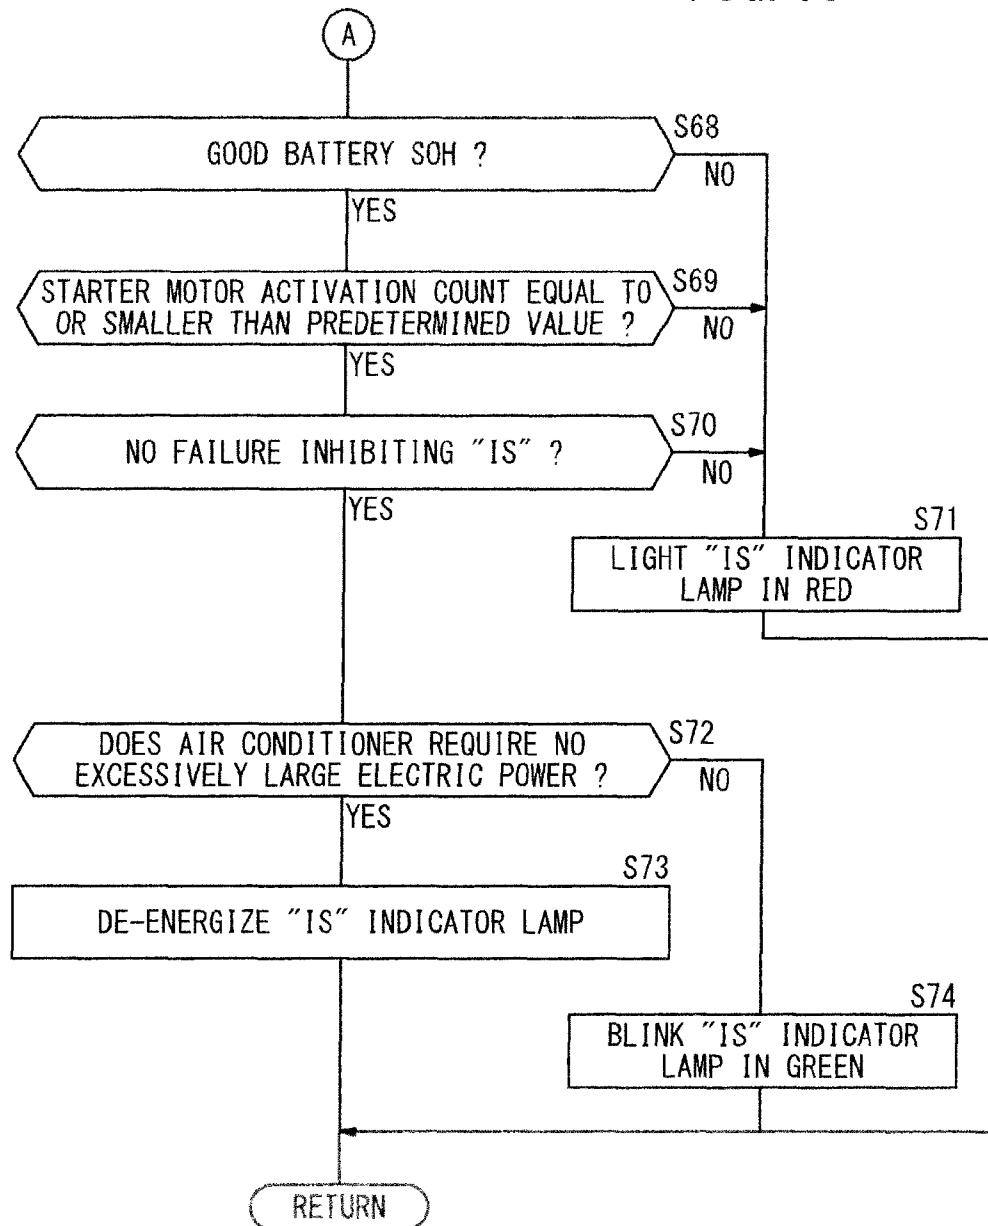 A
S68
GOOD BATTERY SOH ?
NO
YES
S69
STARTER MOTOR ACTIVATION COUNT EQUAL TO
OR SMALLER THAN PREDETERMINED VALUE ?
NO
YES
S70
NO FAILURE INHIBITING "IS" ?
NO
YES
S71
LIGHT "IS" INDICATOR
LAMP IN RED
S72
DOES AIR CONDITIONER REQUIRE NO
EXCESSIVELY LARGE ELECTRIC POWER ?
NO
YES
S73
DE-ENERGIZE "IS" INDICATOR LAMP
S74
BLINK "IS" INDICATOR
LAMP IN GREEN
RETURN